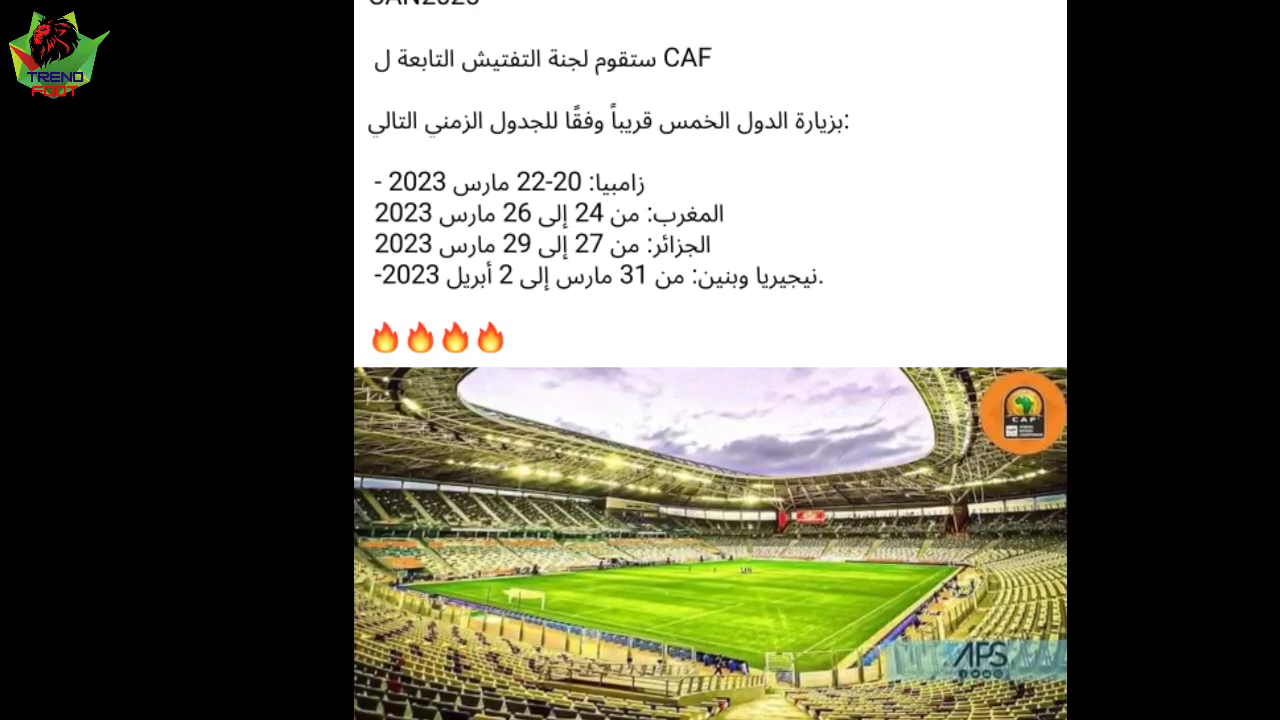 TREND
FOOT
CAN2025
ستقوم لجنة التفتيش التابعة ل CAF
بزيارة الدول الخمس قريباً وفقًا للجدول الزمني التالي:
- زامبيا: 20-22 مارس 2023
المغرب: من 24 إلى 26 مارس 2023
الجزائر: من 27 إلى 29 مارس 2023
-نيجيريا وبنين: من 31 مارس إلى 2 أبريل 2023.
🔥🔥🔥🔥
CAF
APS